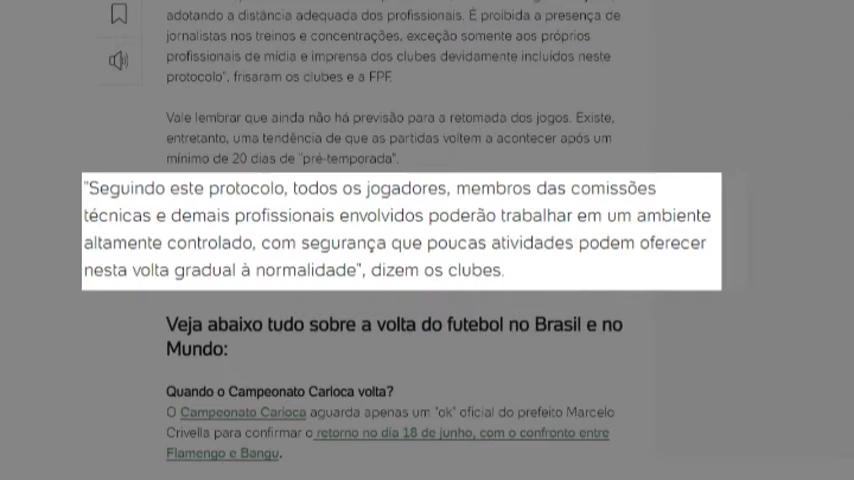 adotando a distância adequada dos profissionais. É proibida a presença de
jornalistas nos treinos e concentrações, exceção somente aos próprios
profissionais de mídia e imprensa dos clubes devidamente incluídos neste
protocolo", frisaram os clubes e a FPF.
Vale lembrar que ainda não há previsão para a retomada dos jogos. Existe,
entretanto, uma tendência de que as partidas voltem a acontecer após um
mínimo de 20 dias de "pré-temporada".
"Seguindo este protocolo, todos os jogadores, membros das comissões
técnicas e demais profissionais envolvidos poderão trabalhar em um ambiente
altamente controlado, com segurança que poucas atividades podem oferecer
nesta volta gradual à normalidade", dizem os clubes.
Veja abaixo tudo sobre a volta do futebol no Brasil e no
Mundo:
Quando o Campeonato Carioca volta?
O Campeonato Carioca aguarda apenas um "ok" oficial do prefeito Marcelo
Crivella para confirmar o retorno no dia 18 de junho, com o confronto entre
Flamengo e Bangu.